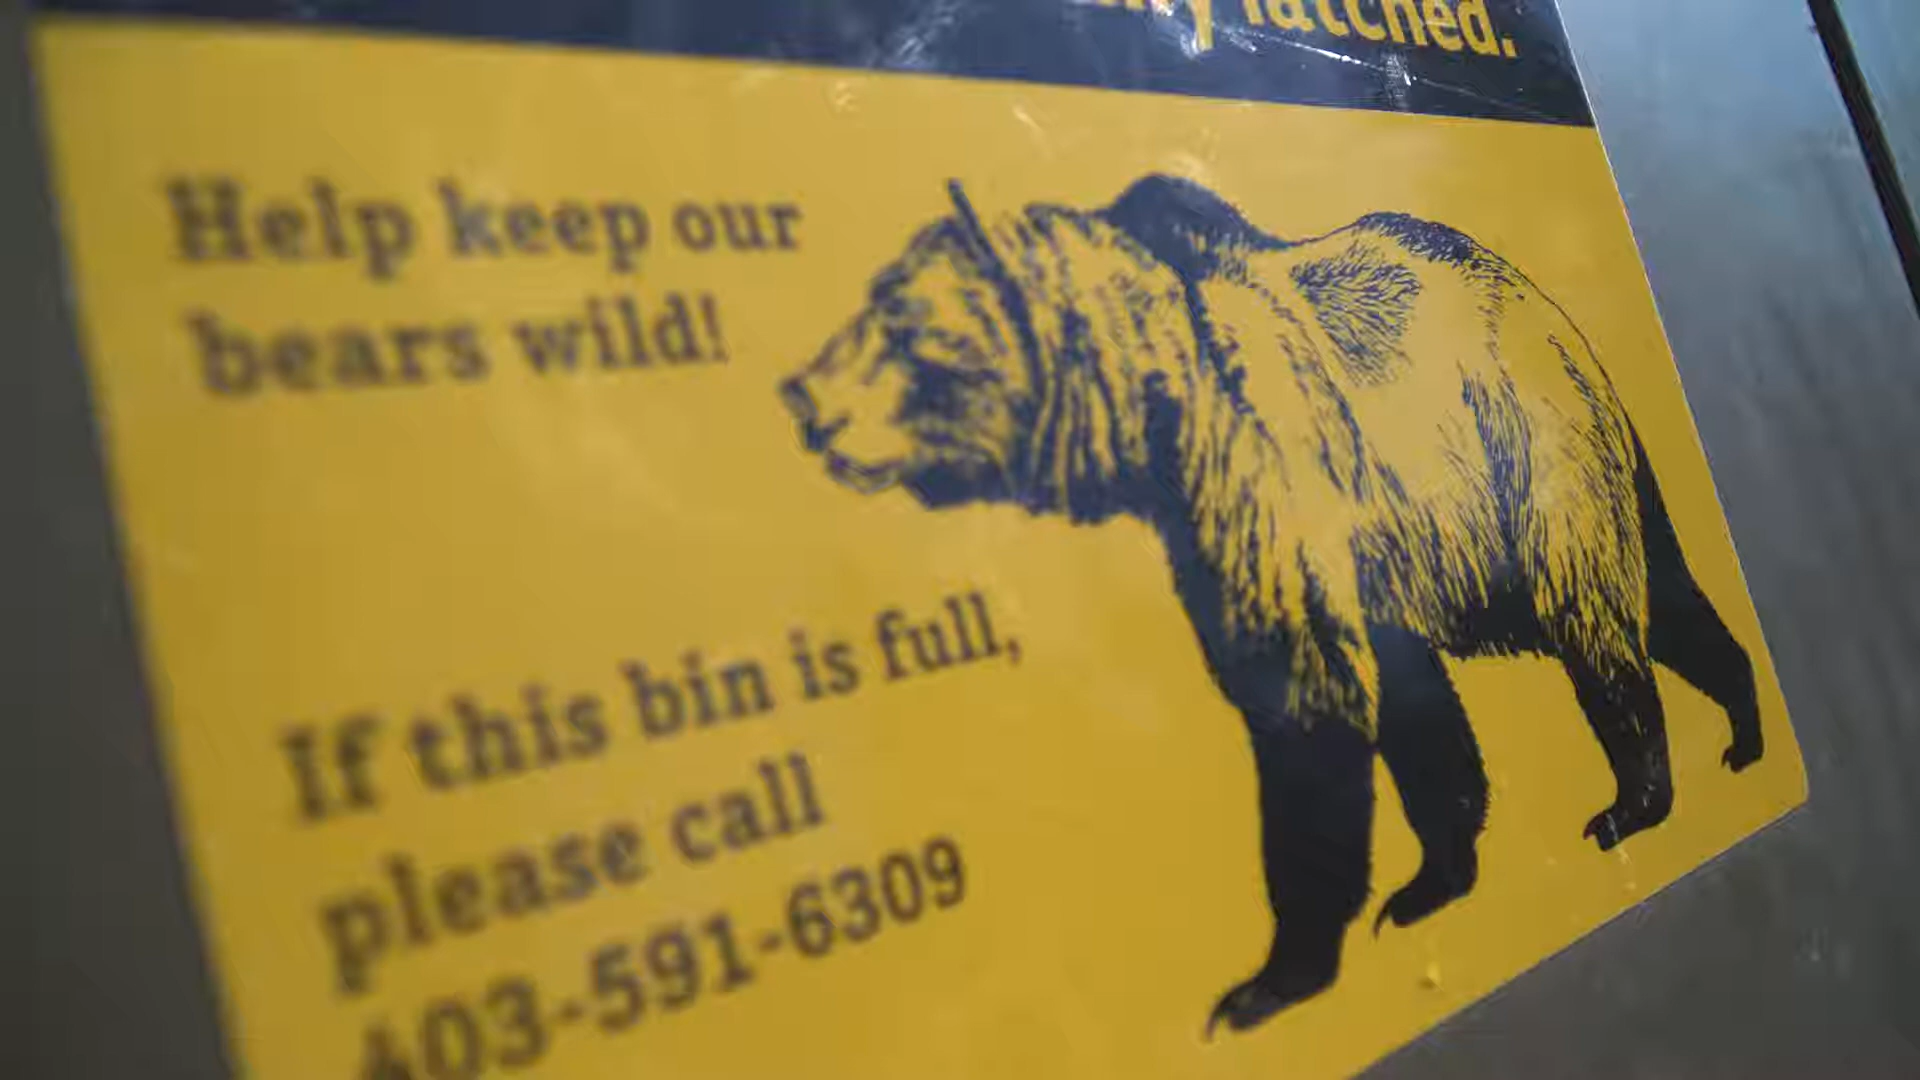 latched.
Help keep our
bears wild!
If this bin is full,
please call
403-591-6309